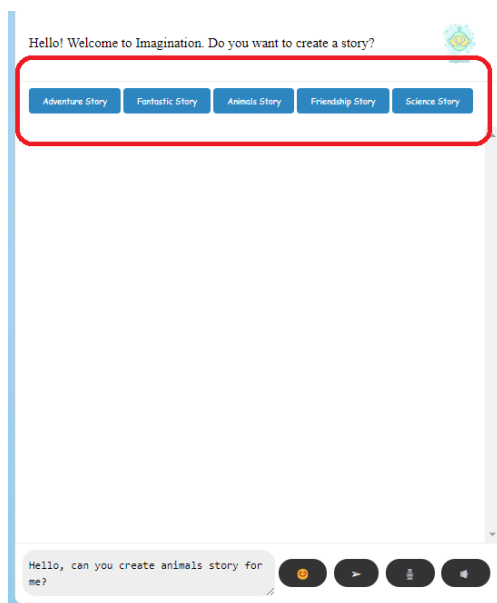 Hello! Welcome to Imagination. Do you want to create a story?
Adventure Story Fantastic Story Animals Story Friendship Story Science Story
Hello, can you create animals story for
me?